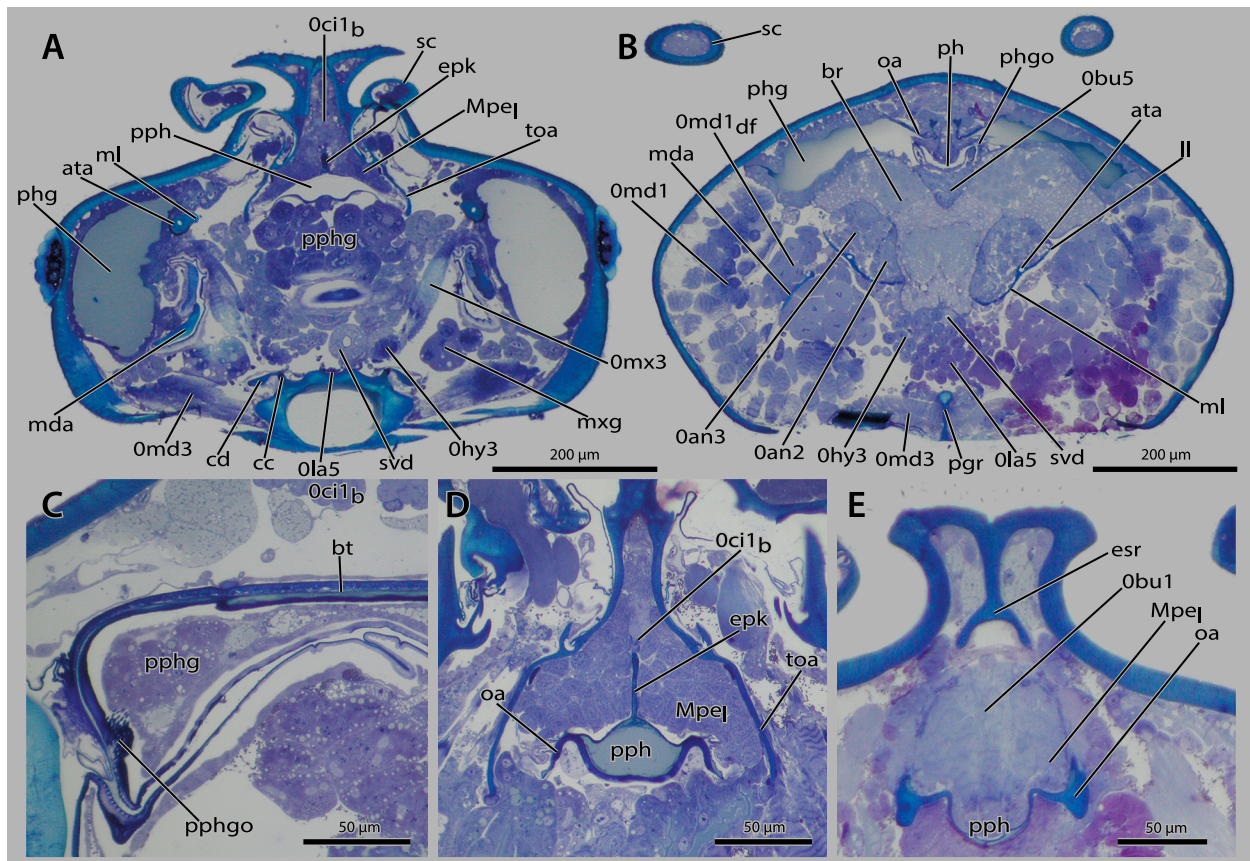 A
0ci1b
sc
epk
Mpel
toa
pph
ml
ata
phg
pphg
0mx3
mda
0md3
cd
cc
0la5
svd
0hy3
mxg
200 µm
B
sc
ph
oa
phgo
br
0bu5
phg
ata
0md1df
ll
mda
0md1
0an3
0an2
0hy3
0md3
pgr
0la5
svd
ml
200 µm
C
0ci1b
bt
pphg
pphgo
50 µm
D
0ci1b
epk
toa
oa
Mpel
pph
50 µm
E
esr
0bu1
Mpel
oa
pph
50 µm